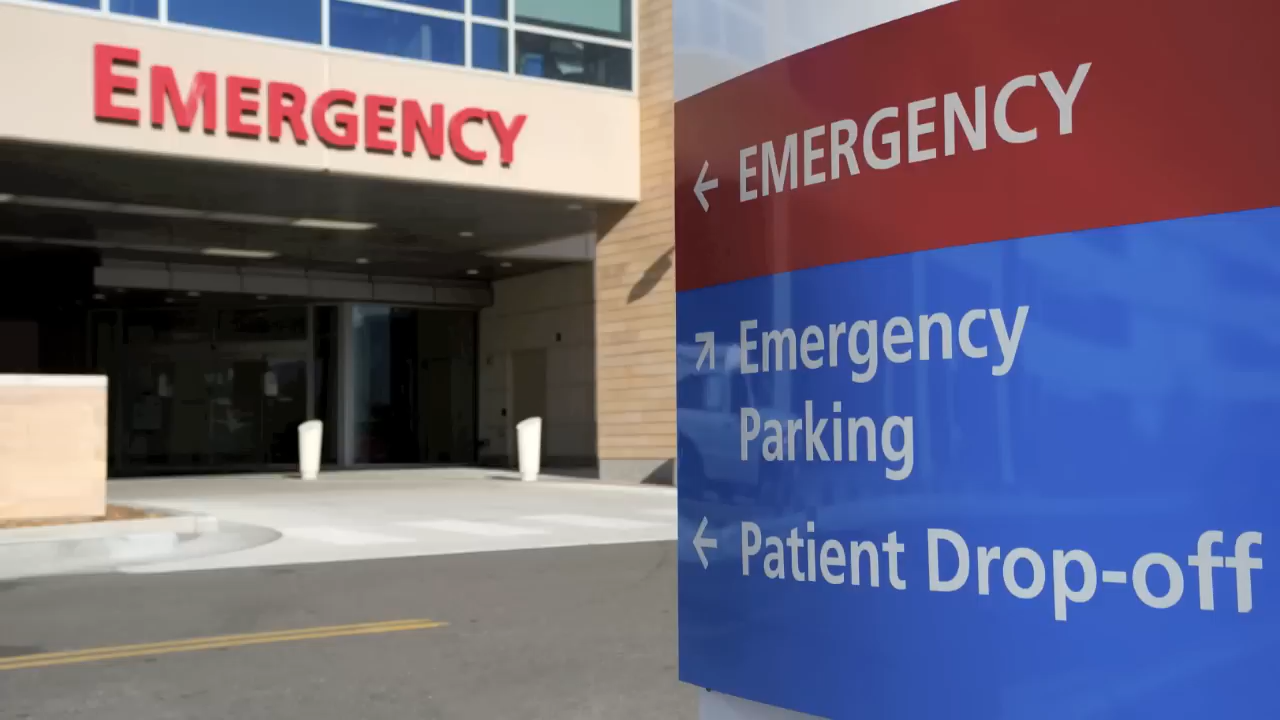 EMERGENCY
← EMERGENCY
↗ Emergency
Parking
← Patient Drop-off